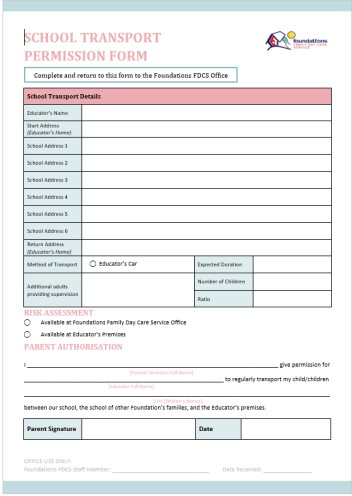 SCHOOL TRANSPORT
PERMISSION FORM
foundations
FAMILY DAY CARE
SERVICE
Complete and return to this form to the Foundations FDCS Office
School Transport Details
Educator's Name
Start Address
(Educator's Home)
School Address 1
School Address 2
School Address 3
School Address 4
School Address 5
School Address 6
Return Address
(Educator's Home)
Method of Transport
Educator's Car
Expected Duration
Additional adults
providing supervision
Number of Children
Ratio
RISK ASSESSMENT
Available at Foundations Family Day Care Service Office
Available at Educator's Premises
PARENT AUTHORISATION
I give permission for
(Parent/Guardian Full Name)
to regularly transport my child/children
(Educator Full Name)
(List Children's Names)
between our school, the school of other Foundation's families, and the Educator's premises.
Parent Signature
Date
OFFICE USE ONLY:
Foundations FDCS Staff Member: Date Received: